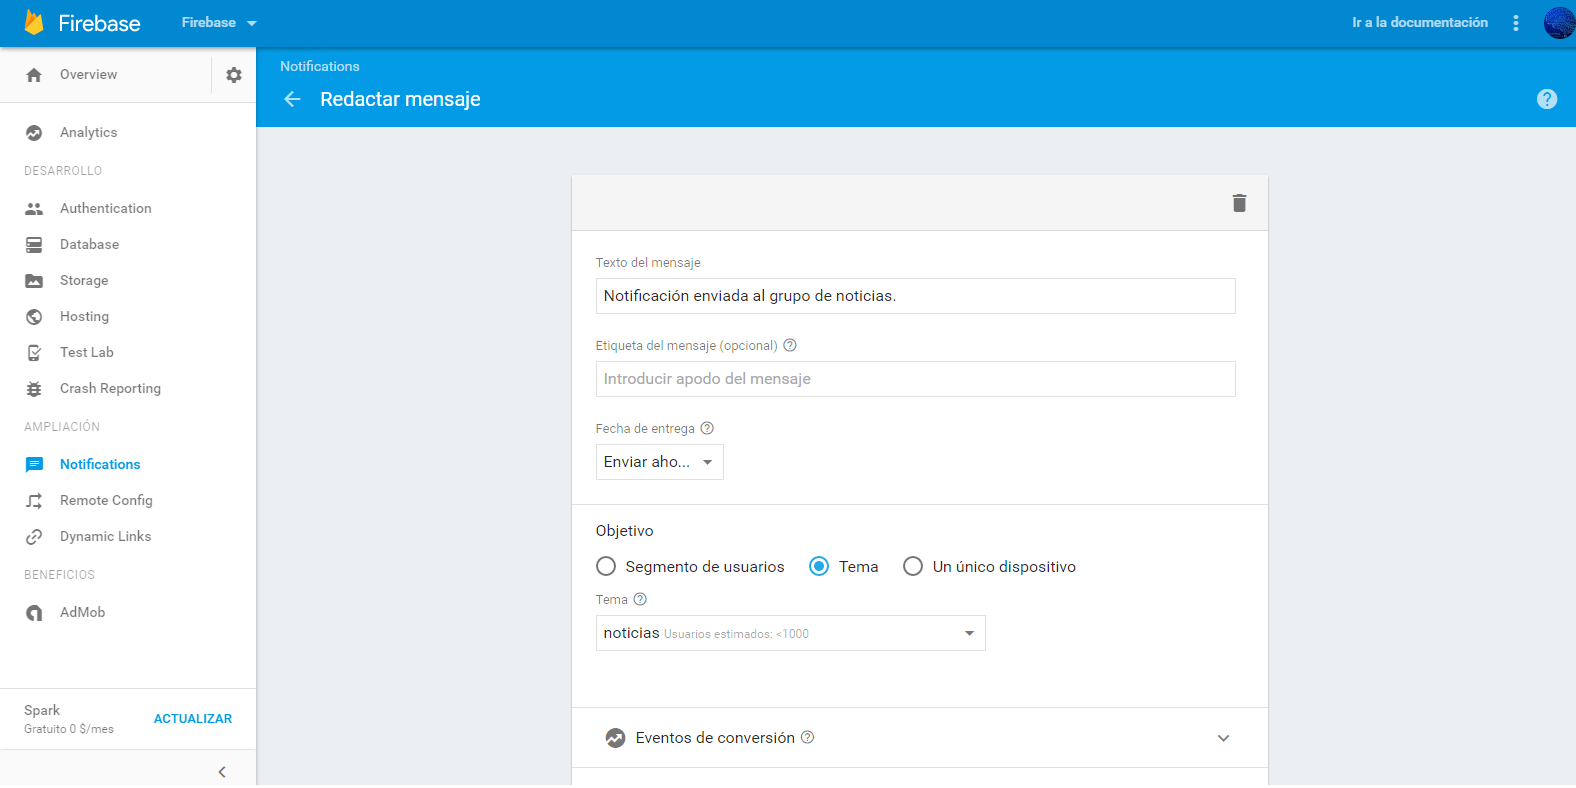 Firebase
Firebase
Ir a la documentación
Overview
Analytics
DESARROLLO
Authentication
Database
Storage
Hosting
Test Lab
Crash Reporting
AMPLIACIÓN
Notifications
Remote Config
Dynamic Links
BENEFICIOS
AdMob
Spark
Gratuito 0 $/mes
ACTUALIZAR
Notifications
Redactar mensaje
Texto del mensaje
Notificación enviada al grupo de noticias.
Etiqueta del mensaje (opcional)
Introducir apodo del mensaje
Fecha de entrega
Enviar aho...
Objetivo
Segmento de usuarios Tema Un único dispositivo
Tema
noticias Usuarios estimados: <1000
Eventos de conversión